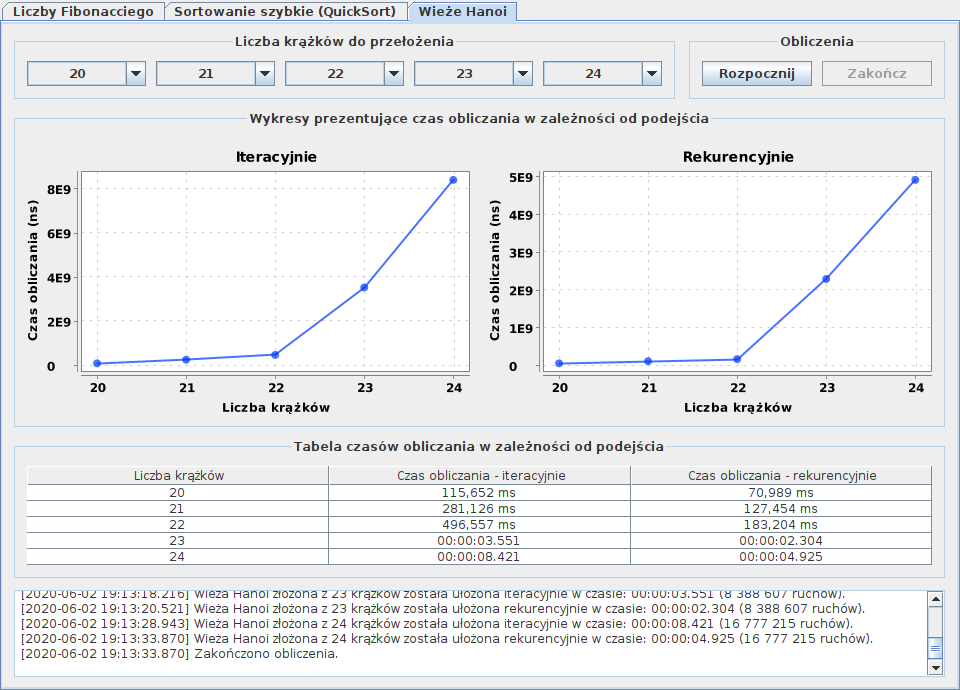 Liczby Fibonacciego Sortowanie szybkie (QuickSort) Wieże Hanoi
Liczba krążków do przełożenia Obliczenia
20 21 22 23 24 Rozpocznij Zakończ
Wykresy prezentujące czas obliczania w zależności od podejścia
Iteracyjnie
Czas obliczania (ns)
8E9
6E9
4E9
2E9
0
20 21 22 23 24
Liczba krążków
Rekurencyjnie
Czas obliczania (ns)
5E9
4E9
3E9
2E9
1E9
0
20 21 22 23 24
Liczba krążków
Tabela czasów obliczania w zależności od podejścia
Liczba krążków Czas obliczania - iteracyjnie Czas obliczania - rekurencyjnie
20 115,652 ms 70,989 ms
21 281,126 ms 127,454 ms
22 496,557 ms 183,204 ms
23 00:00:03.551 00:00:02.304
24 00:00:08.421 00:00:04.925
[2020-06-02 19:13:18.216] Wieża Hanoi złożona z 23 krążków została ułożona iteracyjnie w czasie: 00:00:03.551 (8 388 607 ruchów).
[2020-06-02 19:13:20.521] Wieża Hanoi złożona z 23 krążków została ułożona rekurencyjnie w czasie: 00:00:02.304 (8 388 607 ruchów).
[2020-06-02 19:13:28.943] Wieża Hanoi złożona z 24 krążków została ułożona iteracyjnie w czasie: 00:00:08.421 (16 777 215 ruchów).
[2020-06-02 19:13:33.870] Wieża Hanoi złożona z 24 krążków została ułożona rekurencyjnie w czasie: 00:00:04.925 (16 777 215 ruchów).
[2020-06-02 19:13:33.870] Zakończono obliczenia.